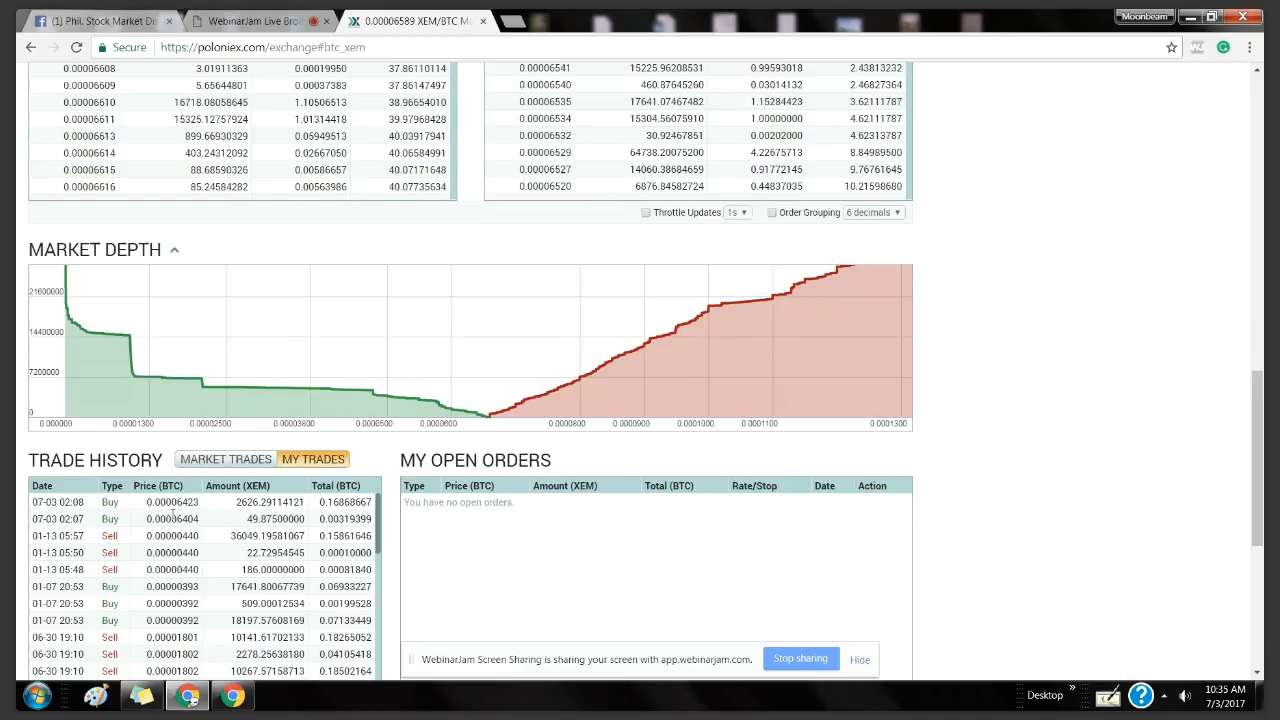 (1) Phil. Stock Market Di
WebinarJam Live Broa
0.00006589 XEM/BTC M
Moonbeam
Secure
https://poloniex.com/exchange#btc_xem
0.00006608 3.01911363 0.00019950 37.86110114
0.00006609 5.65644801 0.00037383 37.86147497
0.00006610 16718.08058645 1.10506513 38.96654010
0.00006611 15325.12757924 1.01314418 39.97968428
0.00006613 899.66930329 0.05949513 40.03917941
0.00006614 403.24312092 0.02667050 40.06584991
0.00006615 88.68590326 0.00586657 40.07171648
0.00006616 85.24584282 0.00563986 40.07735634
0.00006541 15225.96208531 0.99593018 2.43813232
0.00006540 460.87645260 0.03014132 2.46827364
0.00006535 17641.07467482 1.15284423 3.62111787
0.00006534 15304.56075910 1.00000000 4.62111787
0.00006532 30.92467851 0.00202000 4.62313787
0.00006529 64738.20075200 4.22675713 8.84989500
0.00006527 14060.38684659 0.91772145 9.76761645
0.00006520 6876.84582724 0.44837035 10.21598680
Throttle Updates 1s Order Grouping 6 decimals
MARKET DEPTH
21600000
14400000
7200000
0
0.000000 0.00001300 0.00002500 0.00003800 0.0000500 0.0000600 0.0000800 0.0000900 0.0001000 0.0001100 0.0001300
TRADE HISTORY
MARKET TRADES
MY TRADES
Date Type Price (BTC) Amount (XEM) Total (BTC)
07-03 02:08 Buy 0.00006423 2626.29114121 0.16868667
07-03 02:07 Buy 0.00006404 49.87500000 0.00319399
01-13 05:57 Sell 0.00000440 36049.19581067 0.15861646
01-13 05:50 Sell 0.00000440 22.72954545 0.00010000
01-13 05:48 Sell 0.00000440 186.00000000 0.00081840
01-07 20:53 Buy 0.00000393 17641.80067739 0.06933227
01-07 20:53 Buy 0.00000392 509.00012534 0.00199528
01-07 20:53 Buy 0.00000392 18197.57608169 0.07133449
06-30 19:10 Sell 0.00001801 10141.61702133 0.18265052
06-30 19:10 Sell 0.00001802 2278.25638180 0.04105418
06-30 19:10 Sell 0.00001802 10267.57158713 0.18502164
MY OPEN ORDERS
Type Price (BTC) Amount (XEM) Total (BTC) Rate/Stop Date Action
You have no open orders.
WebinarJam Screen Sharing is sharing your screen with app.webinarjam.com.
Stop sharing
Hide
Desktop
10:35 AM
7/3/2017